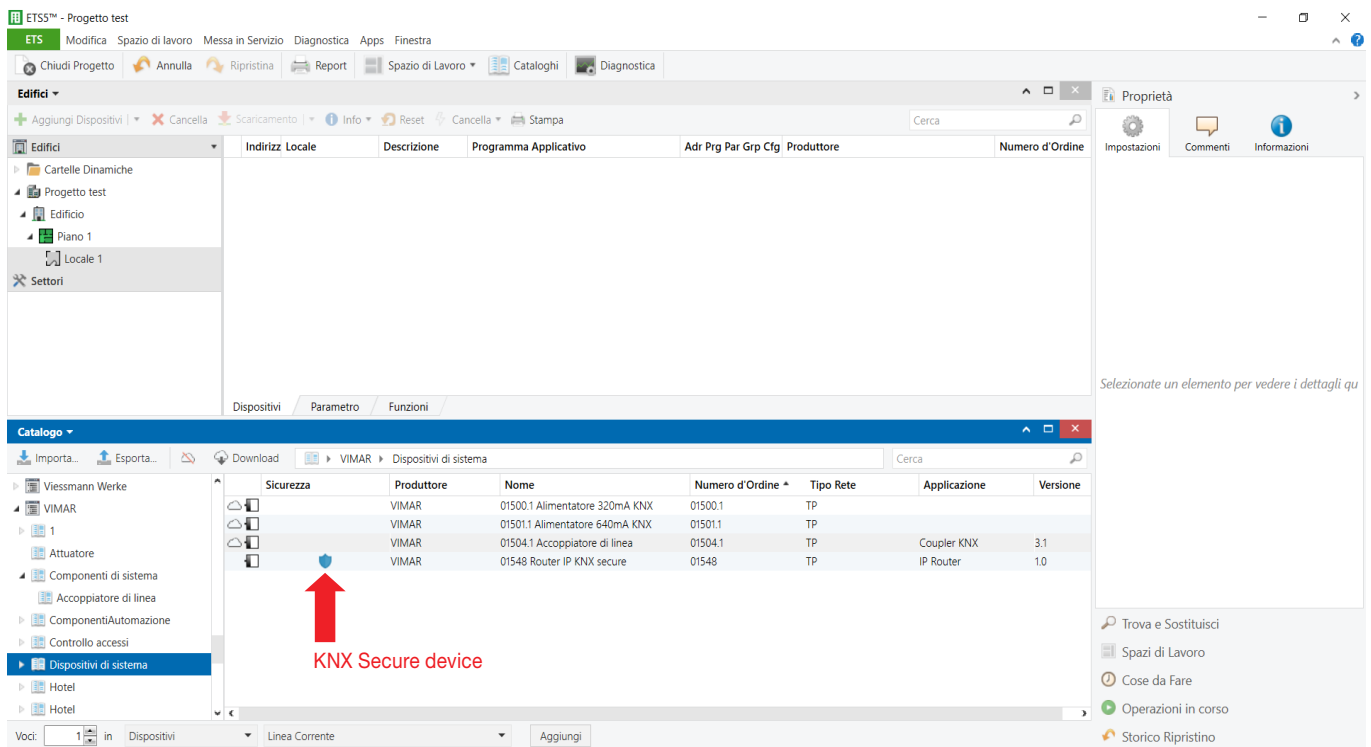 ETS5™ - Progetto test
ETS Modifica Spazio di lavoro Messa in Servizio Diagnostica Apps Finestra
Chiudi Progetto Annulla Ripristina Report Spazio di Lavoro Cataloghi Diagnostica
Edifici
Aggiungi Dispositivi Cancella Scaricamento Info Reset Cancella Stampa Cerca
Edifici
Cartelle Dinamiche
Progetto test
Edificio
Piano 1
Locale 1
Settori
Indirizz Locale Descrizione Programma Applicativo Adr Prg Par Grp Cfg Produttore Numero d'Ordine
Dispositivi Parametro Funzioni
Proprietà
Impostazioni Commenti Informazioni
Selezionate un elemento per vedere i dettagli qu
Catalogo
Importa... Esporta... Download VIMAR Dispositivi di sistema Cerca
Viessmann Werke
VIMAR
1
Attuatore
Componenti di sistema
Accoppiatore di linea
ComponentiAutomazione
Controllo accessi
Dispositivi di sistema
Hotel
Hotel
Sicurezza Produttore Nome Numero d'Ordine Tipo Rete Applicazione Versione
VIMAR 01500.1 Alimentatore 320mA KNX 01500.1 TP
VIMAR 01501.1 Alimentatore 640mA KNX 01501.1 TP
VIMAR 01504.1 Accoppiatore di linea 01504.1 TP Coupler KNX 3.1
VIMAR 01548 Router IP KNX secure 01548 TP IP Router 1.0
KNX Secure device
Trova e Sostituisci
Spazi di Lavoro
Cose da Fare
Operazioni in corso
Storico Ripristino
Voci: 1 in Dispositivi Linea Corrente Aggiungi